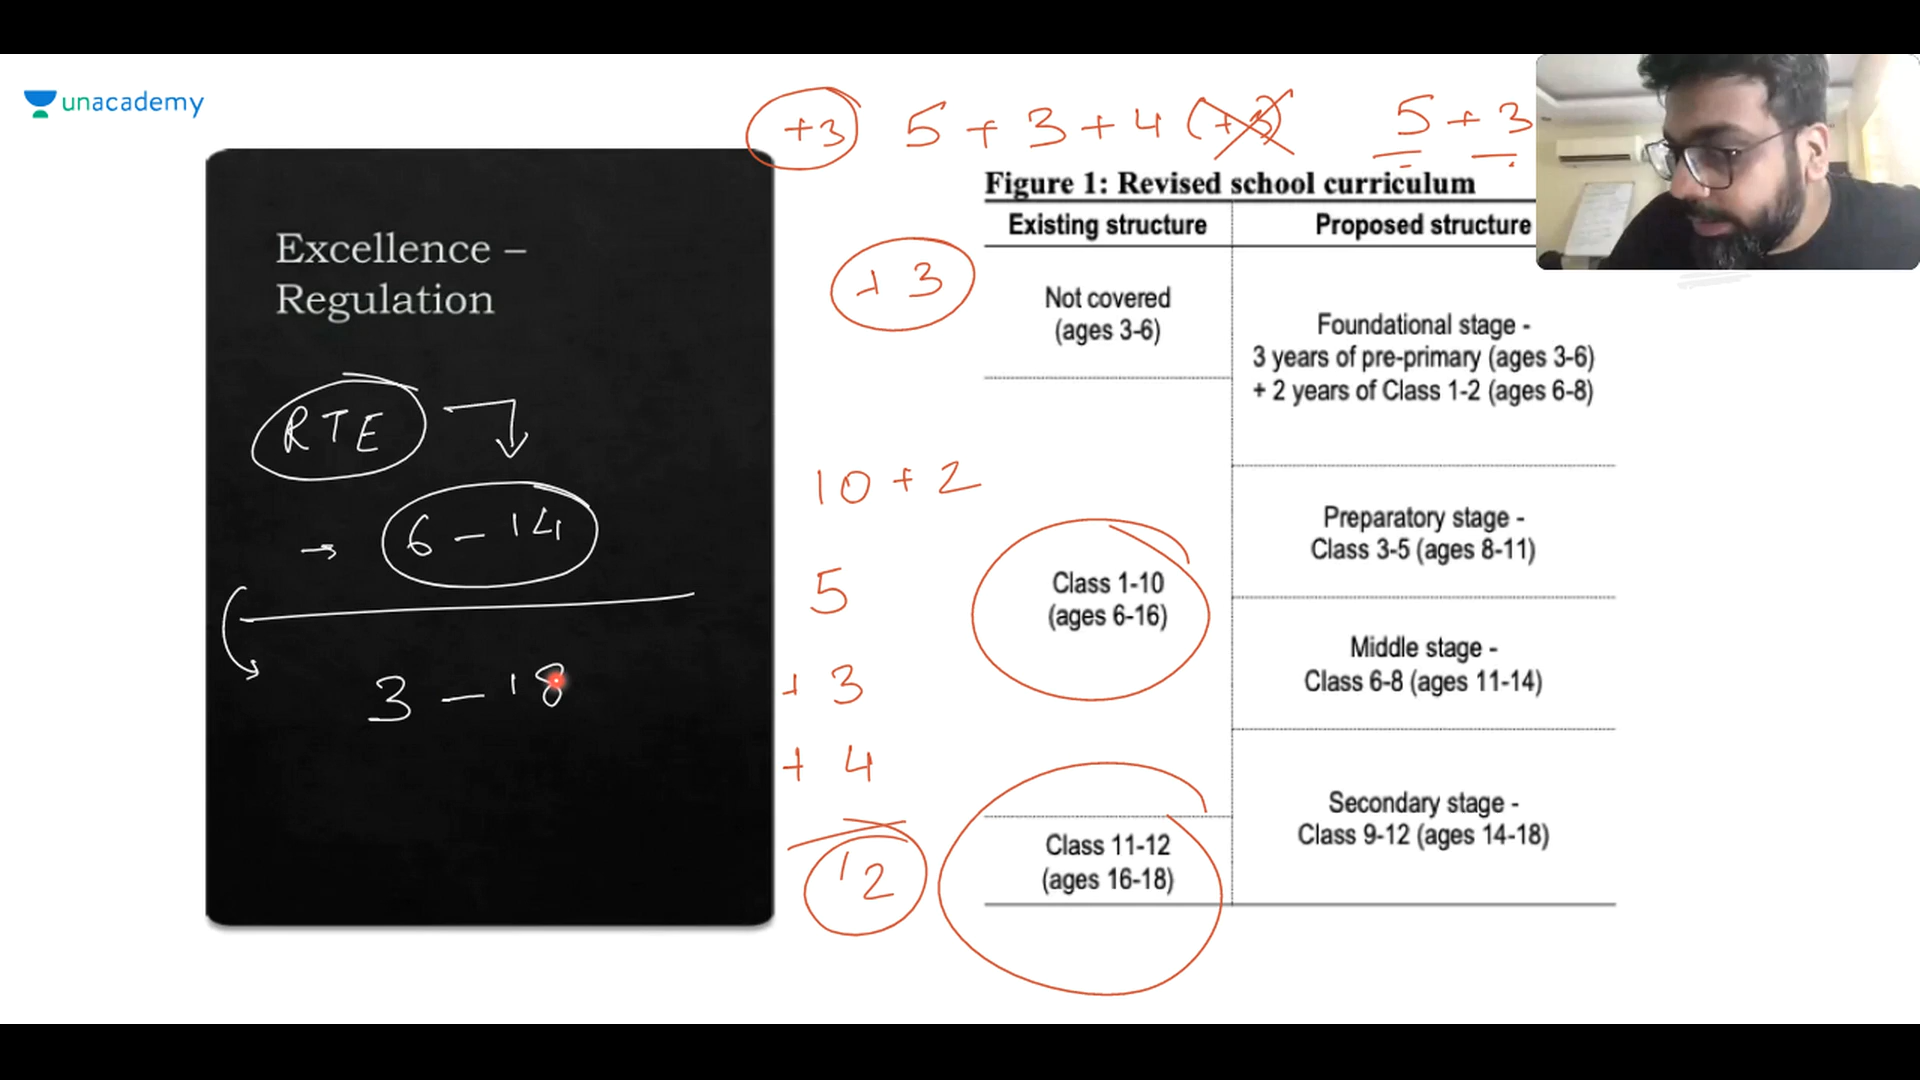 unacademy
+3 5 + 3 + 4 (+3) 5 + 3
Excellence –
Regulation
RTE
→ 6 – 14
3 – 18
+ 3
10 + 2
5
+ 3
+ 4
12
Figure 1: Revised school curriculum
Existing structure Proposed structure
Not covered
(ages 3-6)
Foundational stage -
3 years of pre-primary (ages 3-6)
+ 2 years of Class 1-2 (ages 6-8)
Class 1-10
(ages 6-16)
Preparatory stage -
Class 3-5 (ages 8-11)
Middle stage -
Class 6-8 (ages 11-14)
Class 11-12
(ages 16-18)
Secondary stage -
Class 9-12 (ages 14-18)